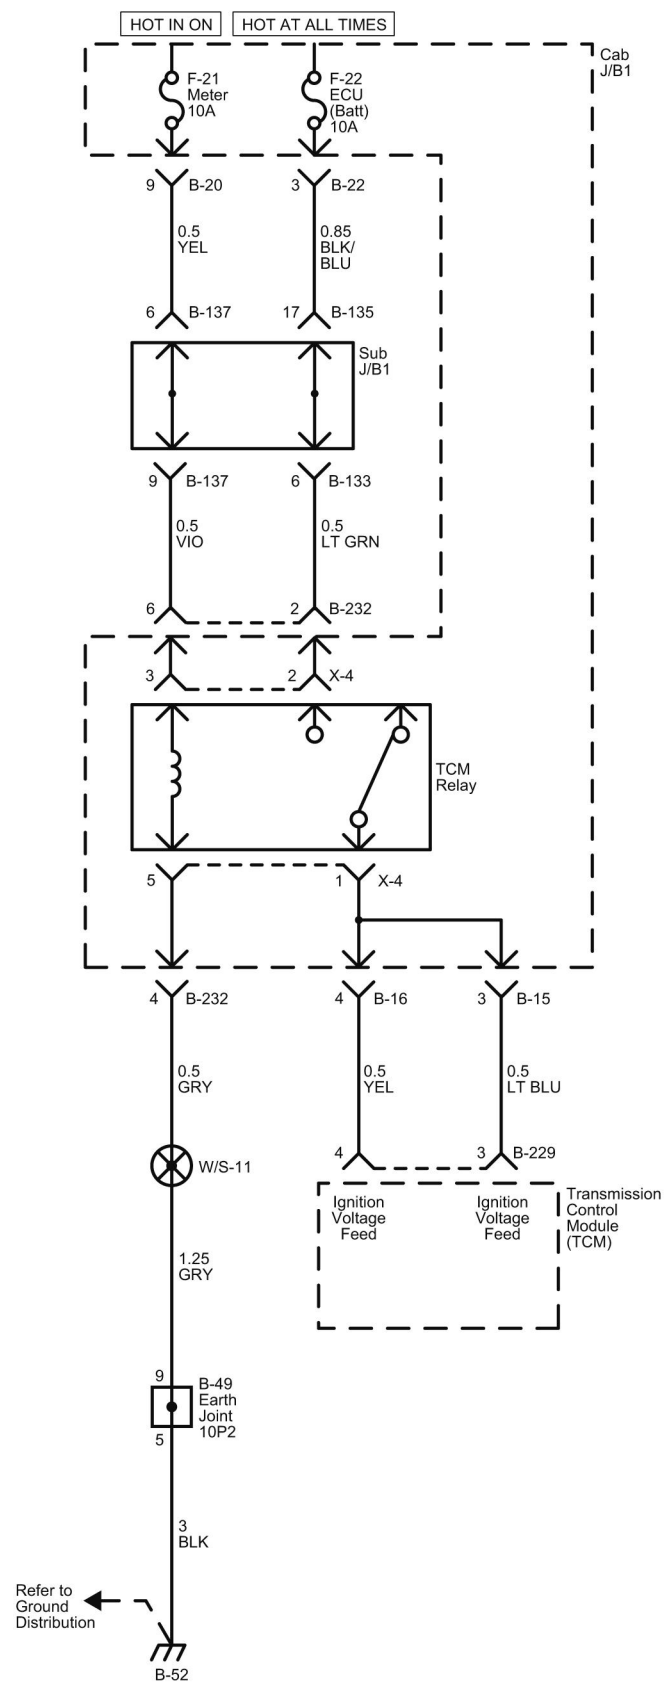 HOT IN ON
HOT AT ALL TIMES
Cab
J/B1
F-21
Meter
10A
F-22
ECU
(Batt)
10A
9
B-20
3
B-22
0.5
YEL
0.85
BLK/
BLU
6
B-137
17
B-135
Sub
J/B1
9
B-137
6
B-133
0.5
VIO
0.5
LT GRN
6
2
B-232
3
2
X-4
TCM
Relay
5
1
X-4
4
B-232
4
B-16
3
B-15
0.5
GRY
0.5
YEL
0.5
LT BLU
W/S-11
4
3
B-229
Ignition
Voltage
Feed
Ignition
Voltage
Feed
Transmission
Control
Module
(TCM)
1.25
GRY
9
B-49
Earth
Joint
10P2
5
3
BLK
Refer to
Ground
Distribution
B-52